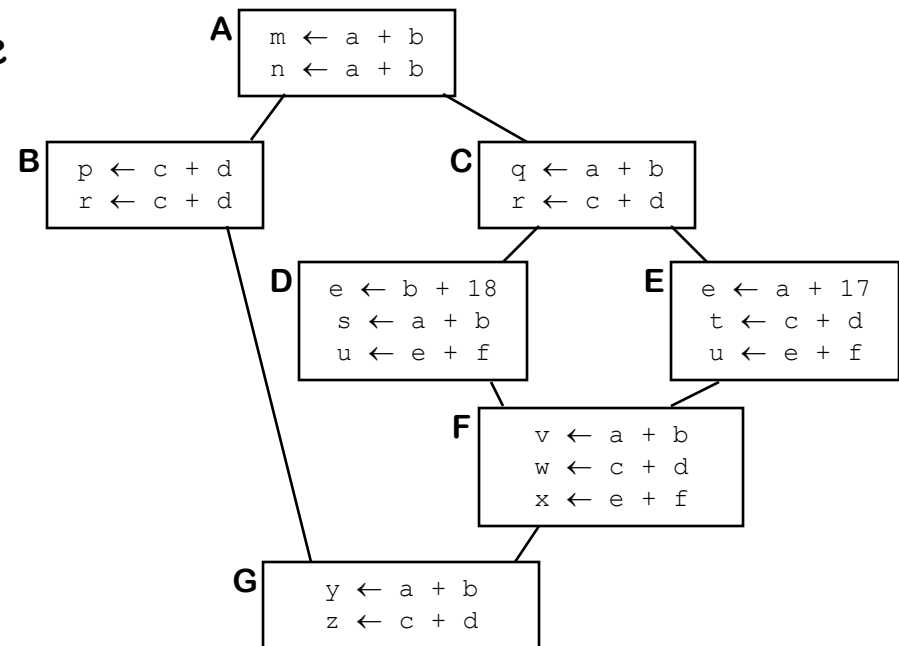 A
m ← a + b
n ← a + b
B
p ← c + d
r ← c + d
C
q ← a + b
r ← c + d
D
e ← b + 18
s ← a + b
u ← e + f
E
e ← a + 17
t ← c + d
u ← e + f
F
v ← a + b
w ← c + d
x ← e + f
G
y ← a + b
z ← c + d